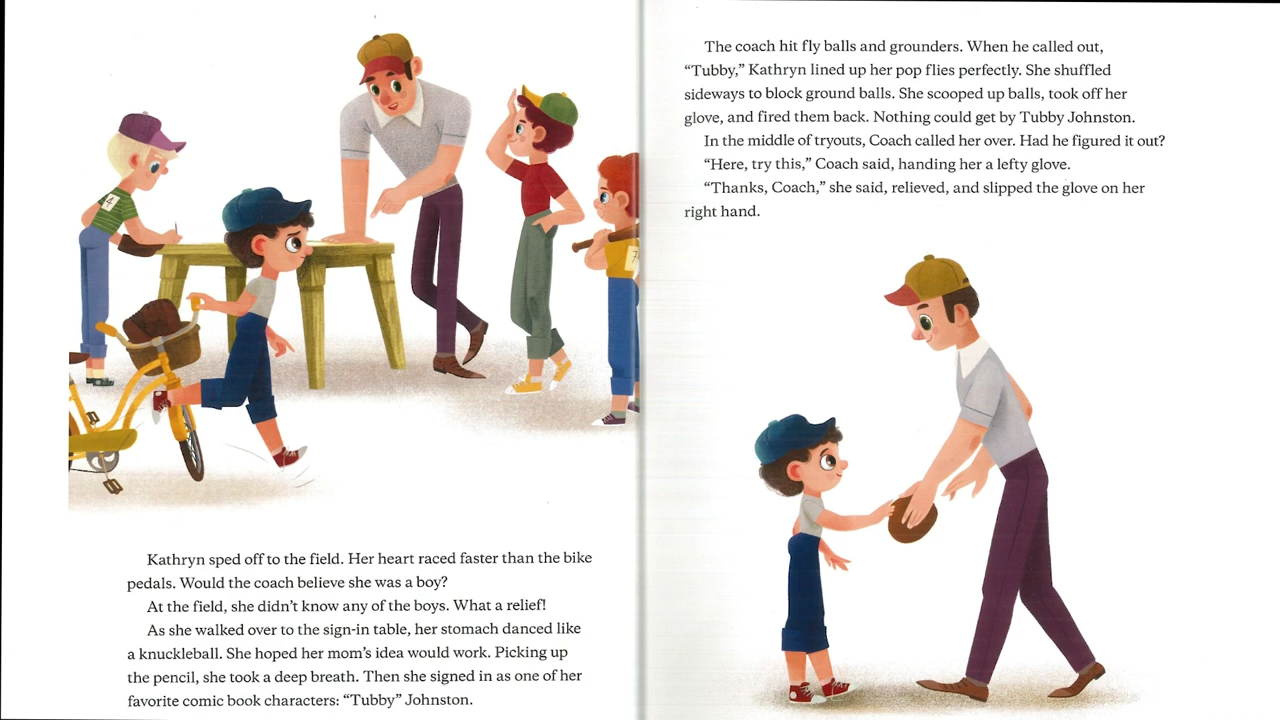 4
7
Kathryn sped off to the field. Her heart raced faster than the bike
pedals. Would the coach believe she was a boy?
At the field, she didn’t know any of the boys. What a relief!
As she walked over to the sign-in table, her stomach danced like
a knuckleball. She hoped her mom’s idea would work. Picking up
the pencil, she took a deep breath. Then she signed in as one of her
favorite comic book characters: “Tubby” Johnston.
The coach hit fly balls and grounders. When he called out,
“Tubby,” Kathryn lined up her pop flies perfectly. She shuffled
sideways to block ground balls. She scooped up balls, took off her
glove, and fired them back. Nothing could get by Tubby Johnston.
In the middle of tryouts, Coach called her over. Had he figured it out?
“Here, try this,” Coach said, handing her a lefty glove.
“Thanks, Coach,” she said, relieved, and slipped the glove on her
right hand.